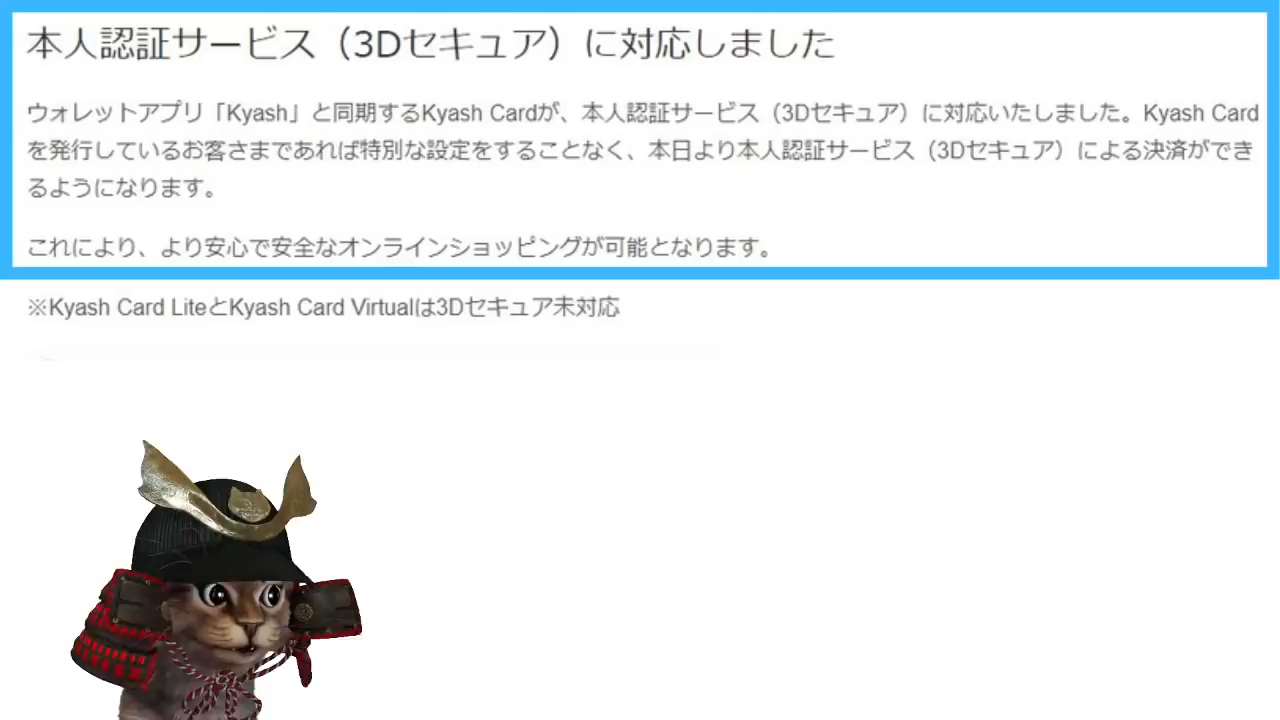 本人認証サービス（3Dセキュア）に対応しました
ウォレットアプリ「Kyash」と同期するKyash Cardが、本人認証サービス（3Dセキュア）に対応いたしました。Kyash Card
を発行しているお客さまであれば特別な設定をすることなく、本日より本人認証サービス（3Dセキュア）による決済ができ
るようになります。
これにより、より安心で安全なオンラインショッピングが可能となります。
※Kyash Card LiteとKyash Card Virtualは3Dセキュア未対応